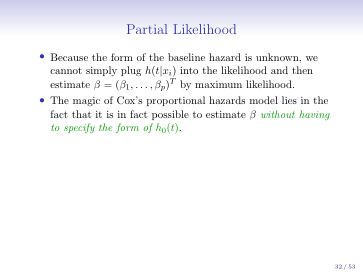 Partial Likelihood
• Because the form of the baseline hazard is unknown, we
cannot simply plug h(t|xᵢ) into the likelihood and then
estimate β = (β₁, . . . , βₚ)ᵀ by maximum likelihood.
• The magic of Cox's proportional hazards model lies in the
fact that it is in fact possible to estimate β without having
to specify the form of h₀(t).
32 / 53